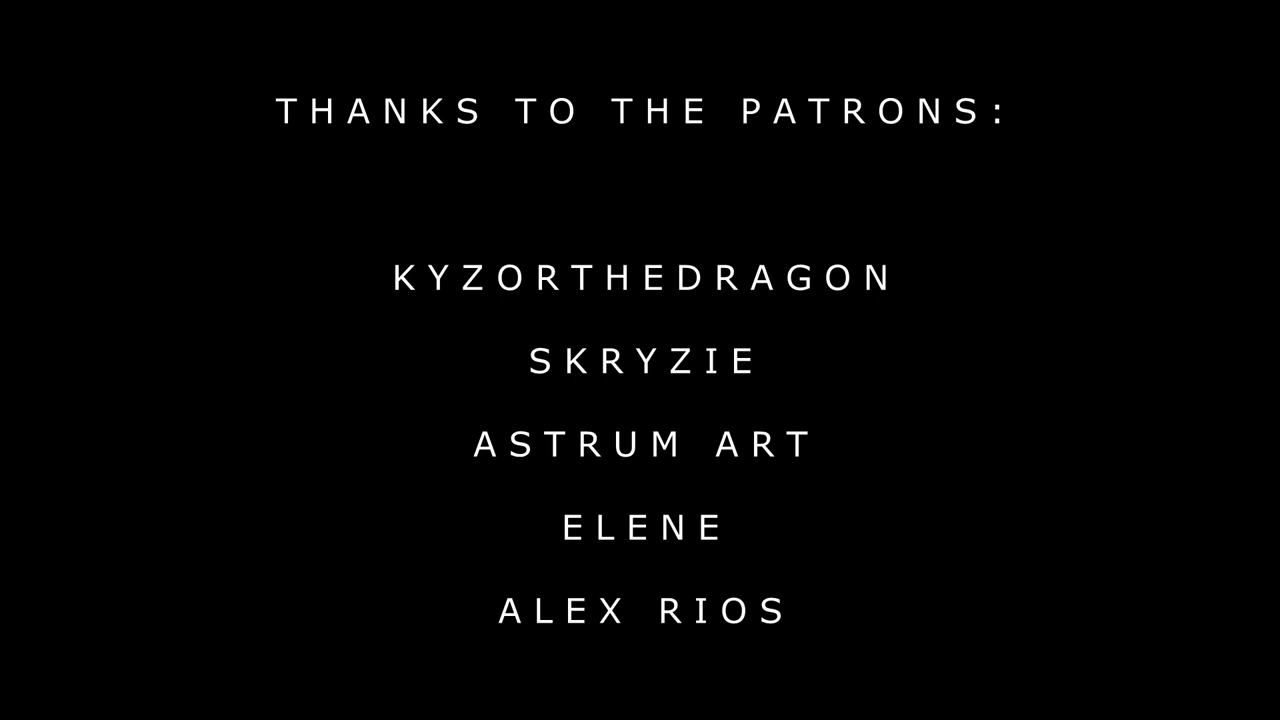 THANKS TO THE PATRONS:
KYZORTHEDRAGON
SKRYZIE
ASTRUM ART
ELENE
ALEX RIOS